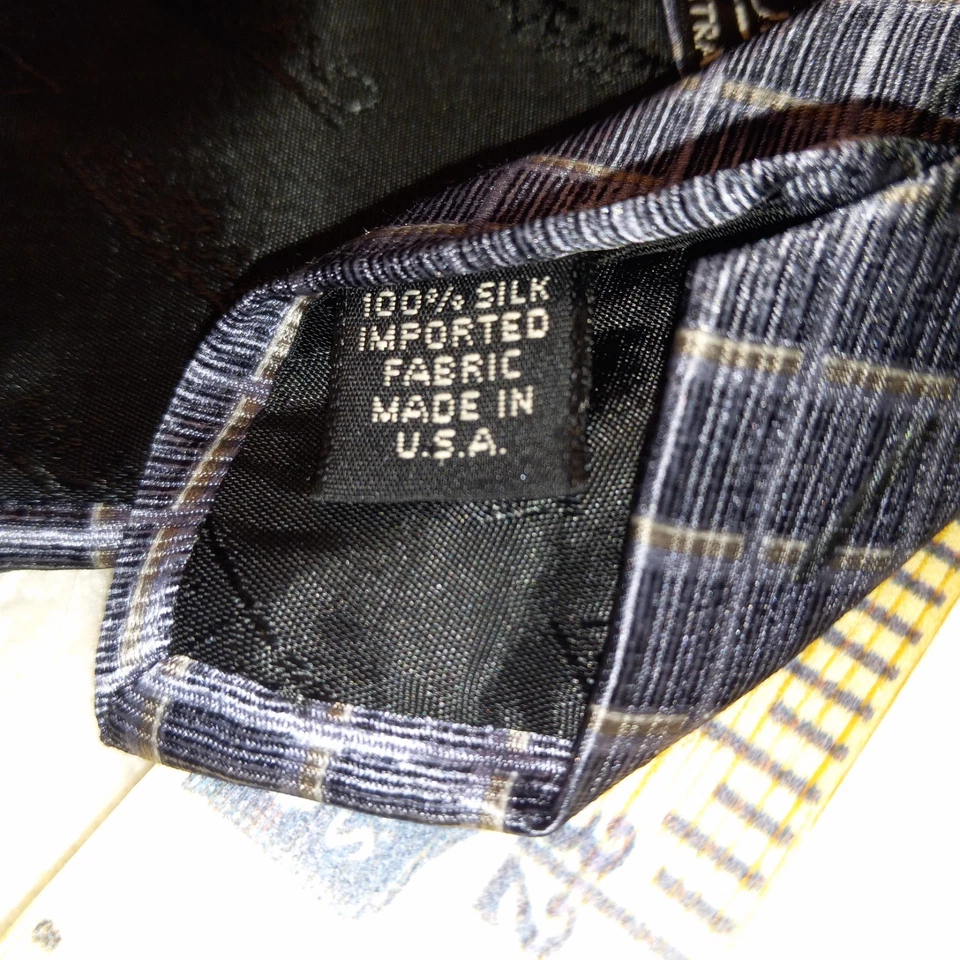 100% SILK
IMPORTED
FABRIC
MADE IN
U.S.A.